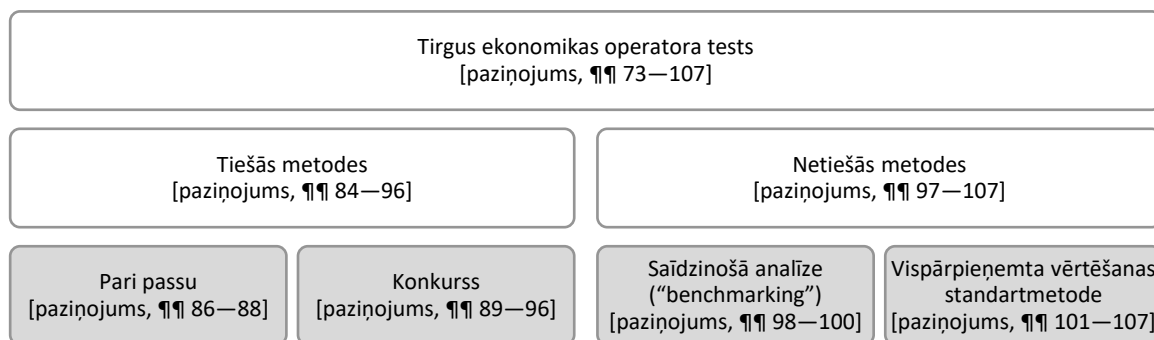 Tirgus ekonomikas operatora tests
[paziņojums, ¶¶ 73—107]
Tiešās metodes
[paziņojums, ¶¶ 84—96]
Netiešās metodes
[paziņojums, ¶¶ 97—107]
Pari passu
[paziņojums, ¶¶ 86—88]
Konkurss
[paziņojums, ¶¶ 89—96]
Saīdzinošā analīze
(“benchmarking”)
[paziņojums, ¶¶ 98—100]
Vispārpieņemta vērtēšanas
standartmetode
[paziņojums, ¶¶ 101—107]